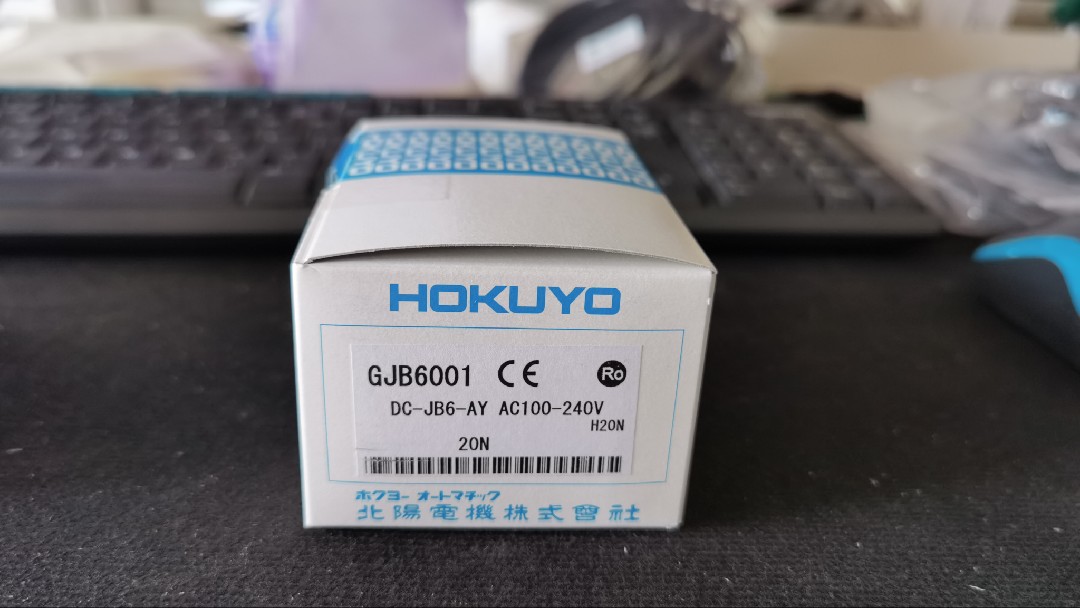 HOKUYO
GJB6001 CE Ro
DC-JB6-AY AC100-240V
H20N
20N
ホクヨー オートマチック
北陽電機株式會社